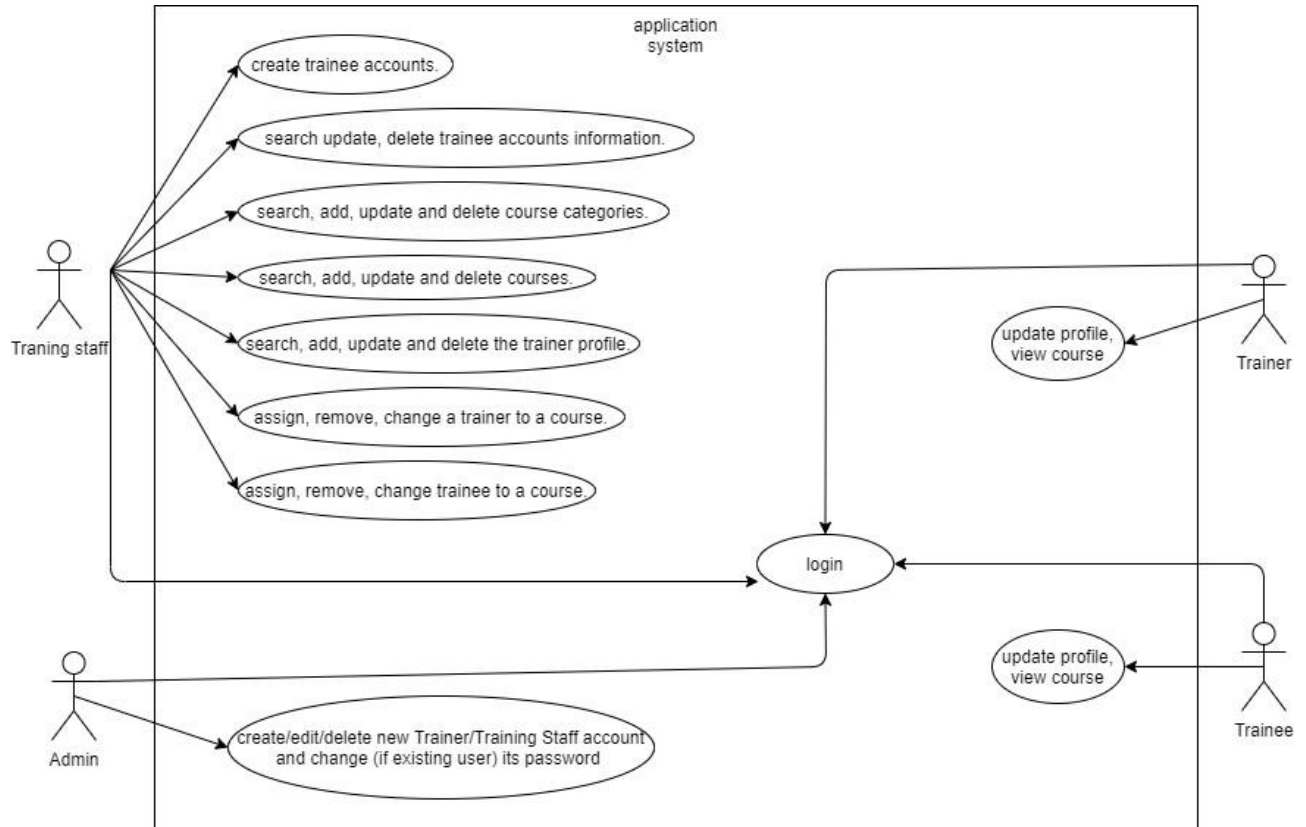 application
system
create trainee accounts.
search update, delete trainee accounts information.
search, add, update and delete course categories.
search, add, update and delete courses.
search, add, update and delete the trainer profile.
assign, remove, change a trainer to a course.
assign, remove, change trainee to a course.
Traning staff
update profile,
view course
Trainer
login
update profile,
view course
Trainee
Admin
create/edit/delete new Trainer/Training Staff account
and change (if existing user) its password